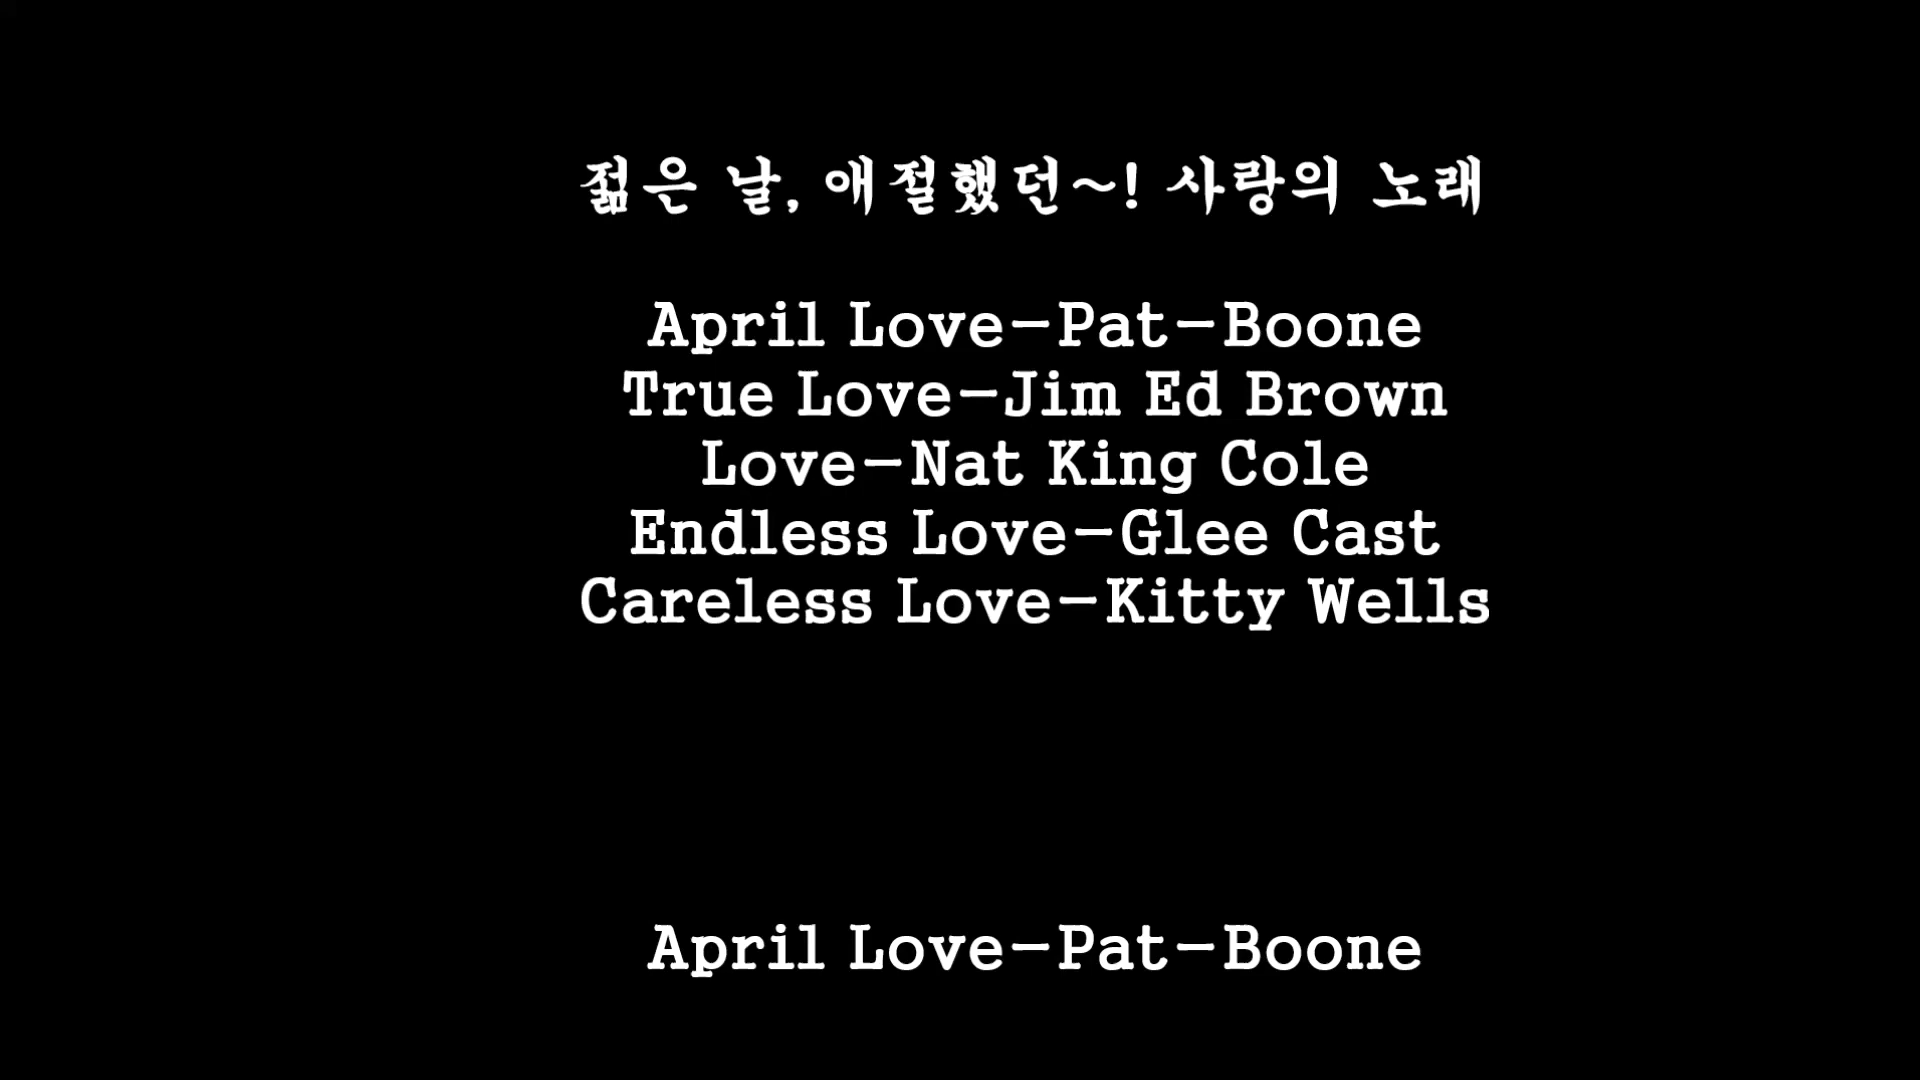 젊은 날, 애절했던~! 사랑의 노래
April Love-Pat-Boone
True Love-Jim Ed Brown
Love-Nat King Cole
Endless Love-Glee Cast
Careless Love-Kitty Wells
April Love-Pat-Boone